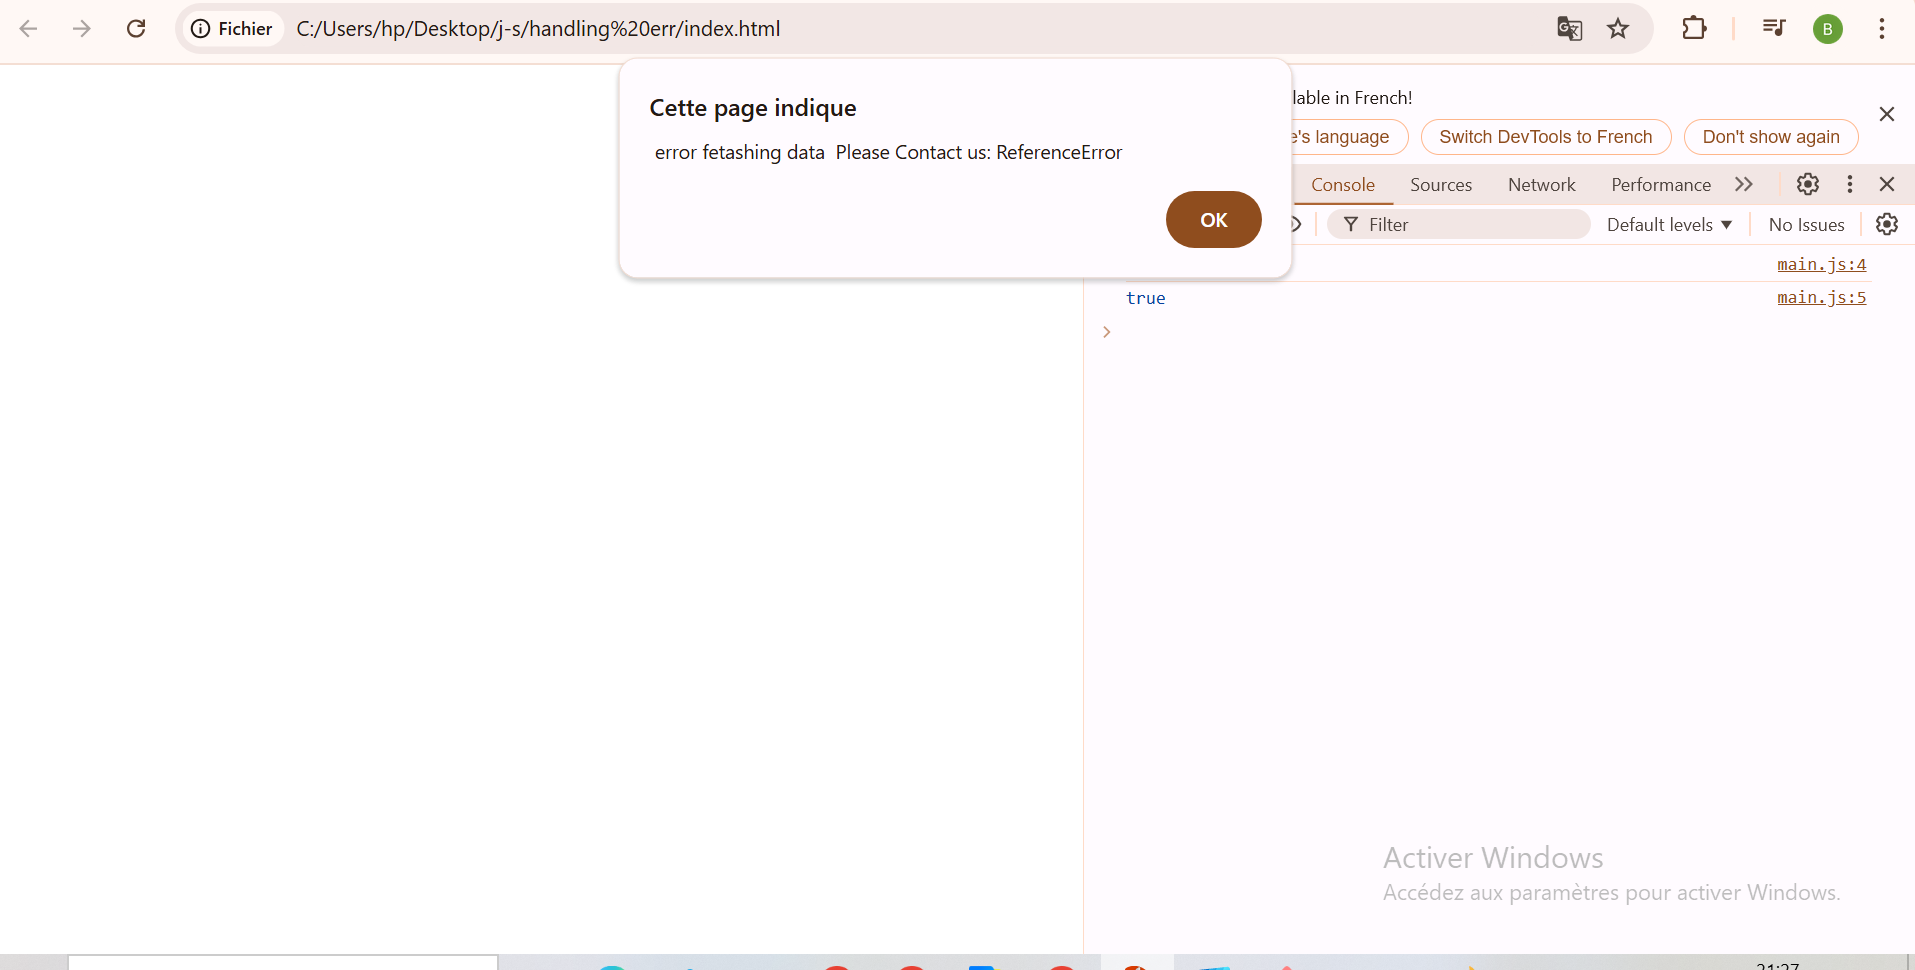 Fichier C:/Users/hp/Desktop/j-s/handling%20err/index.html B
Cette page indique
error fetashing data Please Contact us: ReferenceError
OK
lable in French!
e's language Switch DevTools to French Don't show again
Console Sources Network Performance
Filter Default levels No Issues
main.js:4
true main.js:5
Activer Windows
Accédez aux paramètres pour activer Windows.